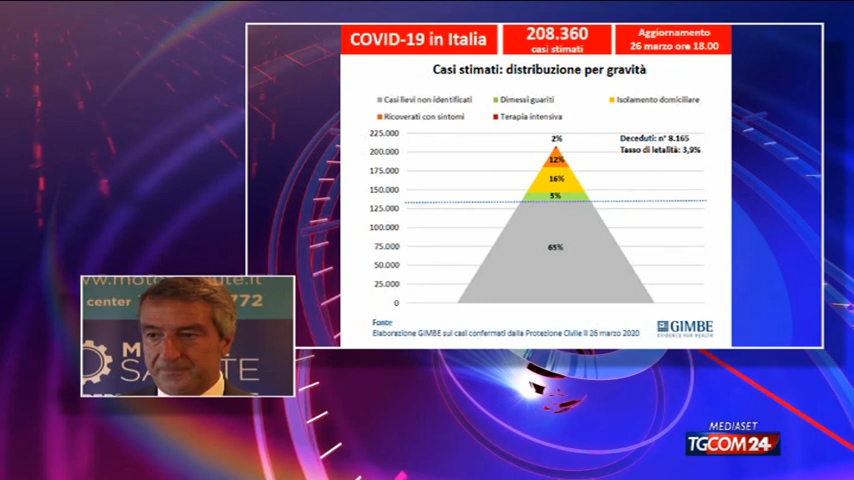 COVID-19 in Italia
208.360
casi stimati
Aggiornamento
26 marzo ore 18.00
Casi stimati: distribuzione per gravità
Casi lievi non identificati
Dimessi guariti
Isolamento domiciliare
Ricoverati con sintomi
Terapia intensiva
225.000
200.000
175.000
150.000
125.000
100.000
75.000
50.000
25.000
0
2%
12%
16%
5%
65%
Deceduti: n° 8.165
Tasso di letalità: 3,9%
Fonte
Elaborazione GIMBE sui casi confermati dalla Protezione Civile il 26 marzo 2020
GIMBE
EVIDENCE FOR HEALTH
center
772
MEDIASET
TGCOM24